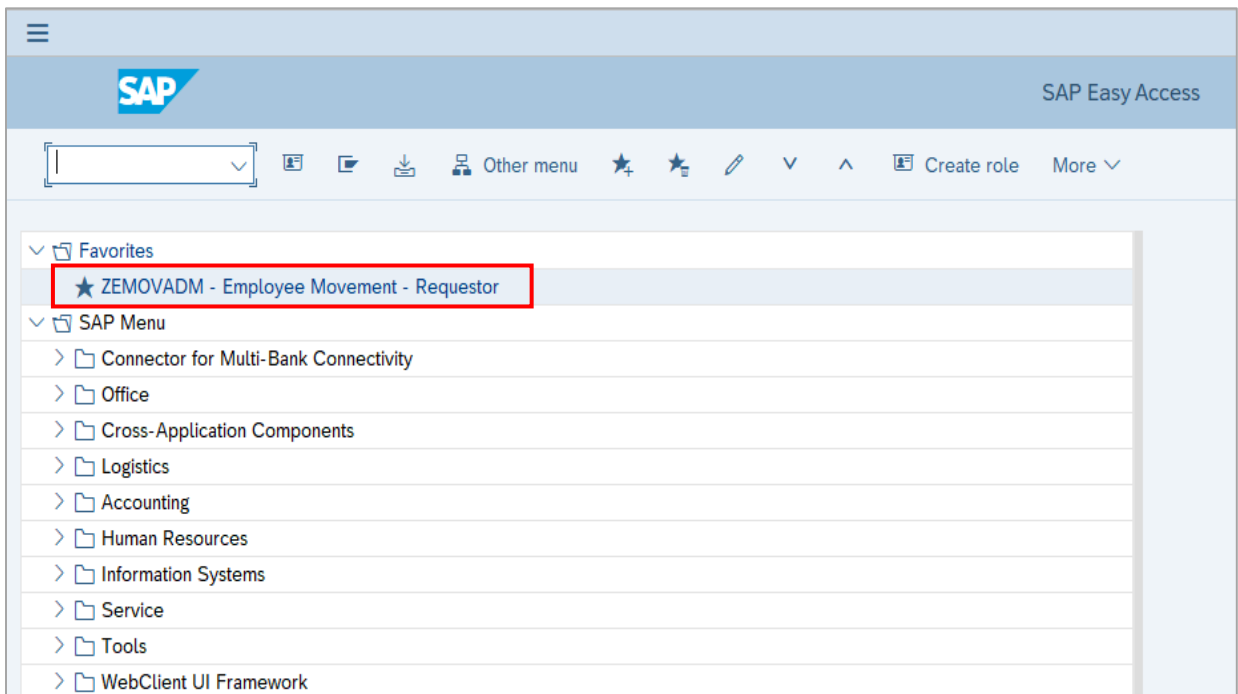 SAP
SAP Easy Access
Other menu Create role More
Favorites
ZEMOVADM - Employee Movement - Requestor
SAP Menu
Connector for Multi-Bank Connectivity
Office
Cross-Application Components
Logistics
Accounting
Human Resources
Information Systems
Service
Tools
WebClient UI Framework